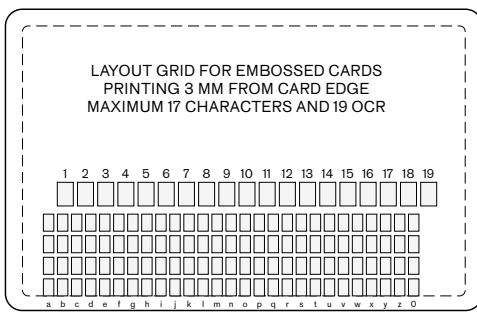 LAYOUT GRID FOR EMBOSSED CARDS
PRINTING 3 MM FROM CARD EDGE
MAXIMUM 17 CHARACTERS AND 19 OCR
1 2 3 4 5 6 7 8 9 10 11 12 13 14 15 16 17 18 19
a b c d e f g h i j k l m n o p q r s t u v w x y z 0